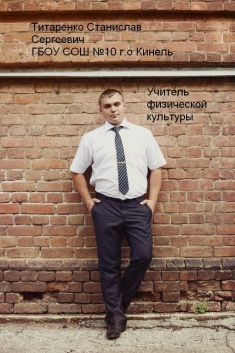 Титаренко Станислав
Сергеевич
ГБОУ СОШ №10 г.о Кинель
Учитель
физической
культуры